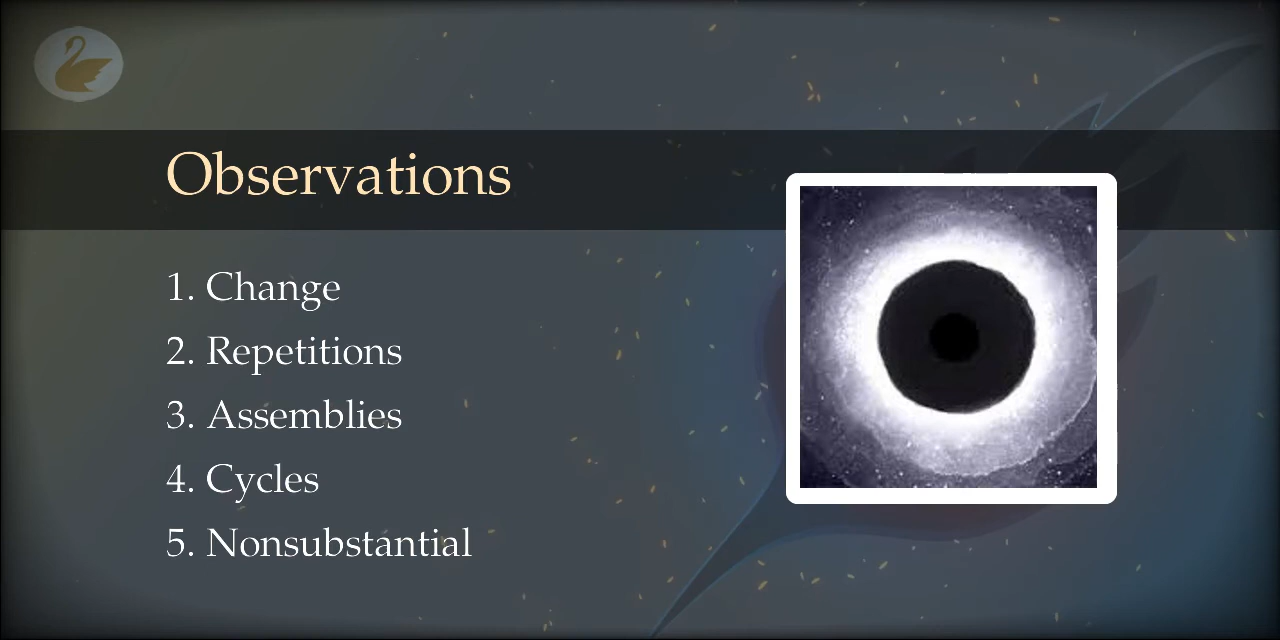 Observations
1. Change
2. Repetitions
3. Assemblies
4. Cycles
5. Nonsubstantial